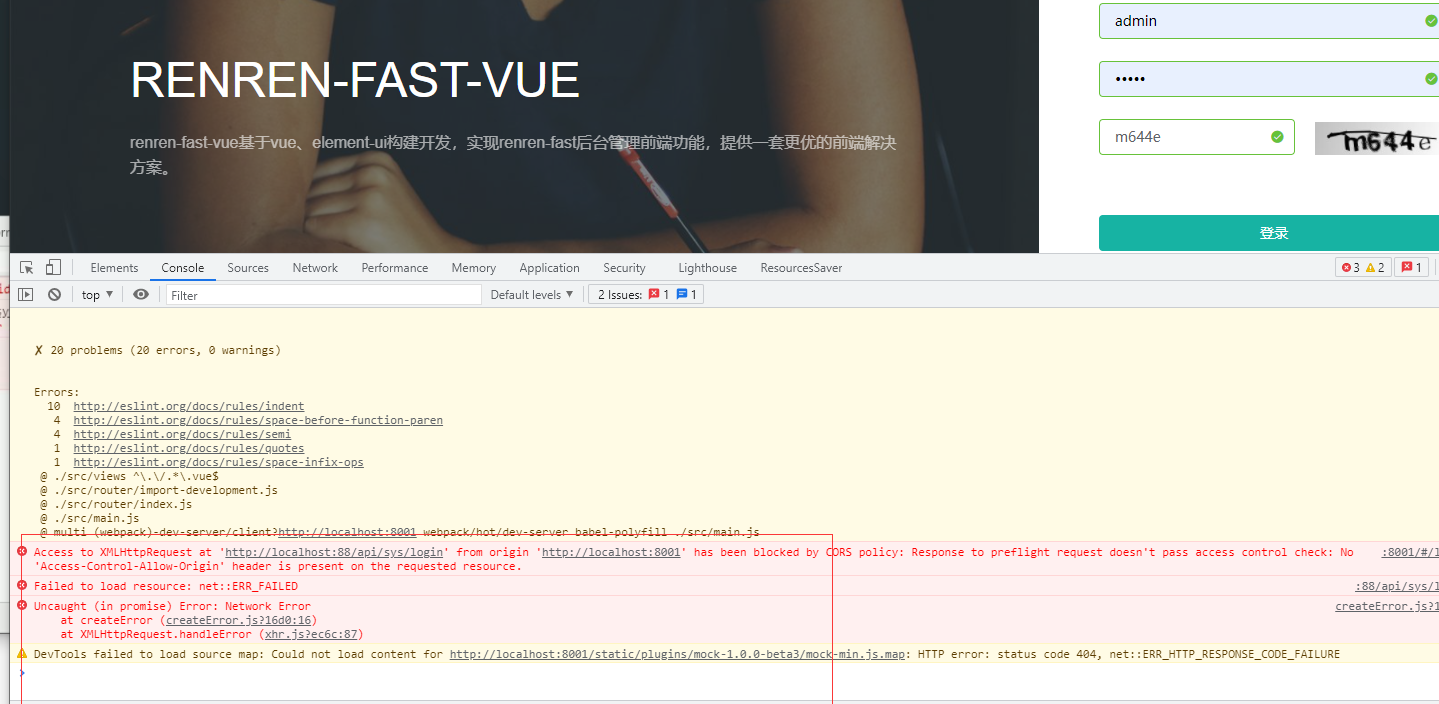 admin
•••••
RENREN-FAST-VUE
renren-fast-vue基于vue、element-ui构建开发，实现renren-fast后台管理前端功能，提供一套更优的前端解决
方案。
m644e
m644e
登录
Elements Console Sources Network Performance Memory Application Security Lighthouse ResourcesSaver 3 2 1
top ▼ Filter Default levels ▼ 2 Issues: 1 1
✗ 20 problems (20 errors, 0 warnings)
Errors:
10 http://eslint.org/docs/rules/indent
4 http://eslint.org/docs/rules/space-before-function-paren
4 http://eslint.org/docs/rules/semi
1 http://eslint.org/docs/rules/quotes
1 http://eslint.org/docs/rules/space-infix-ops
@ ./src/views ^\.\/.*\.vue$
@ ./src/router/import-development.js
@ ./src/router/index.js
@ ./src/main.js
@ multi (webpack)-dev-server/client?http://localhost:8001 webpack/hot/dev-server babel-polyfill ./src/main.js
Access to XMLHttpRequest at 'http://localhost:88/api/sys/login' from origin 'http://localhost:8001' has been blocked by CORS policy: Response to preflight request doesn't pass access control check: No :8001/#/l
'Access-Control-Allow-Origin' header is present on the requested resource.
Failed to load resource: net::ERR_FAILED :88/api/sys/l
Uncaught (in promise) Error: Network Error createError.js?1
at createError (createError.js?16d0:16)
at XMLHttpRequest.handleError (xhr.js?ec6c:87)
DevTools failed to load source map: Could not load content for http://localhost:8001/static/plugins/mock-1.0.0-beta3/mock-min.js.map: HTTP error: status code 404, net::ERR_HTTP_RESPONSE_CODE_FAILURE